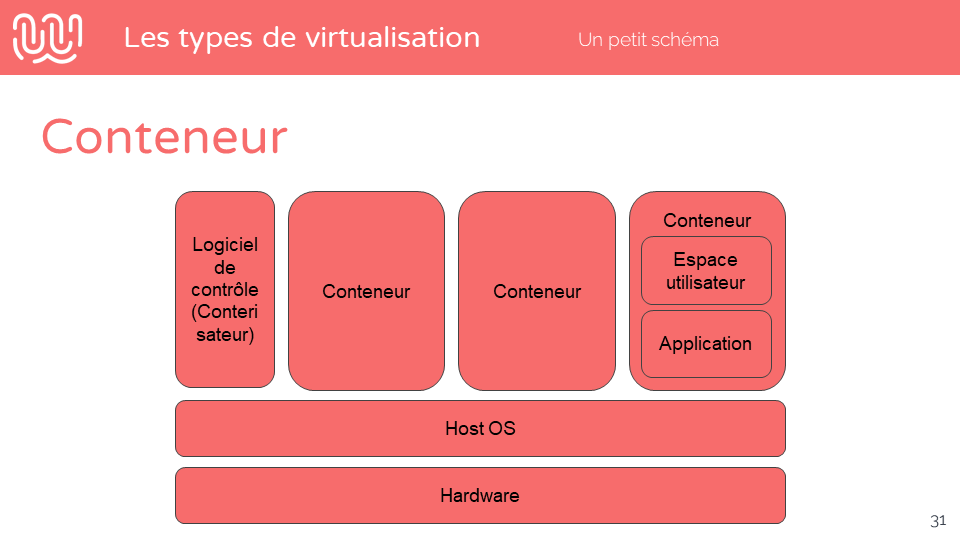 Les types de virtualisation
Un petit schéma
Conteneur
Logiciel
de
contrôle
(Conteri
sateur)
Conteneur
Conteneur
Conteneur
Espace
utilisateur
Application
Host OS
Hardware
31